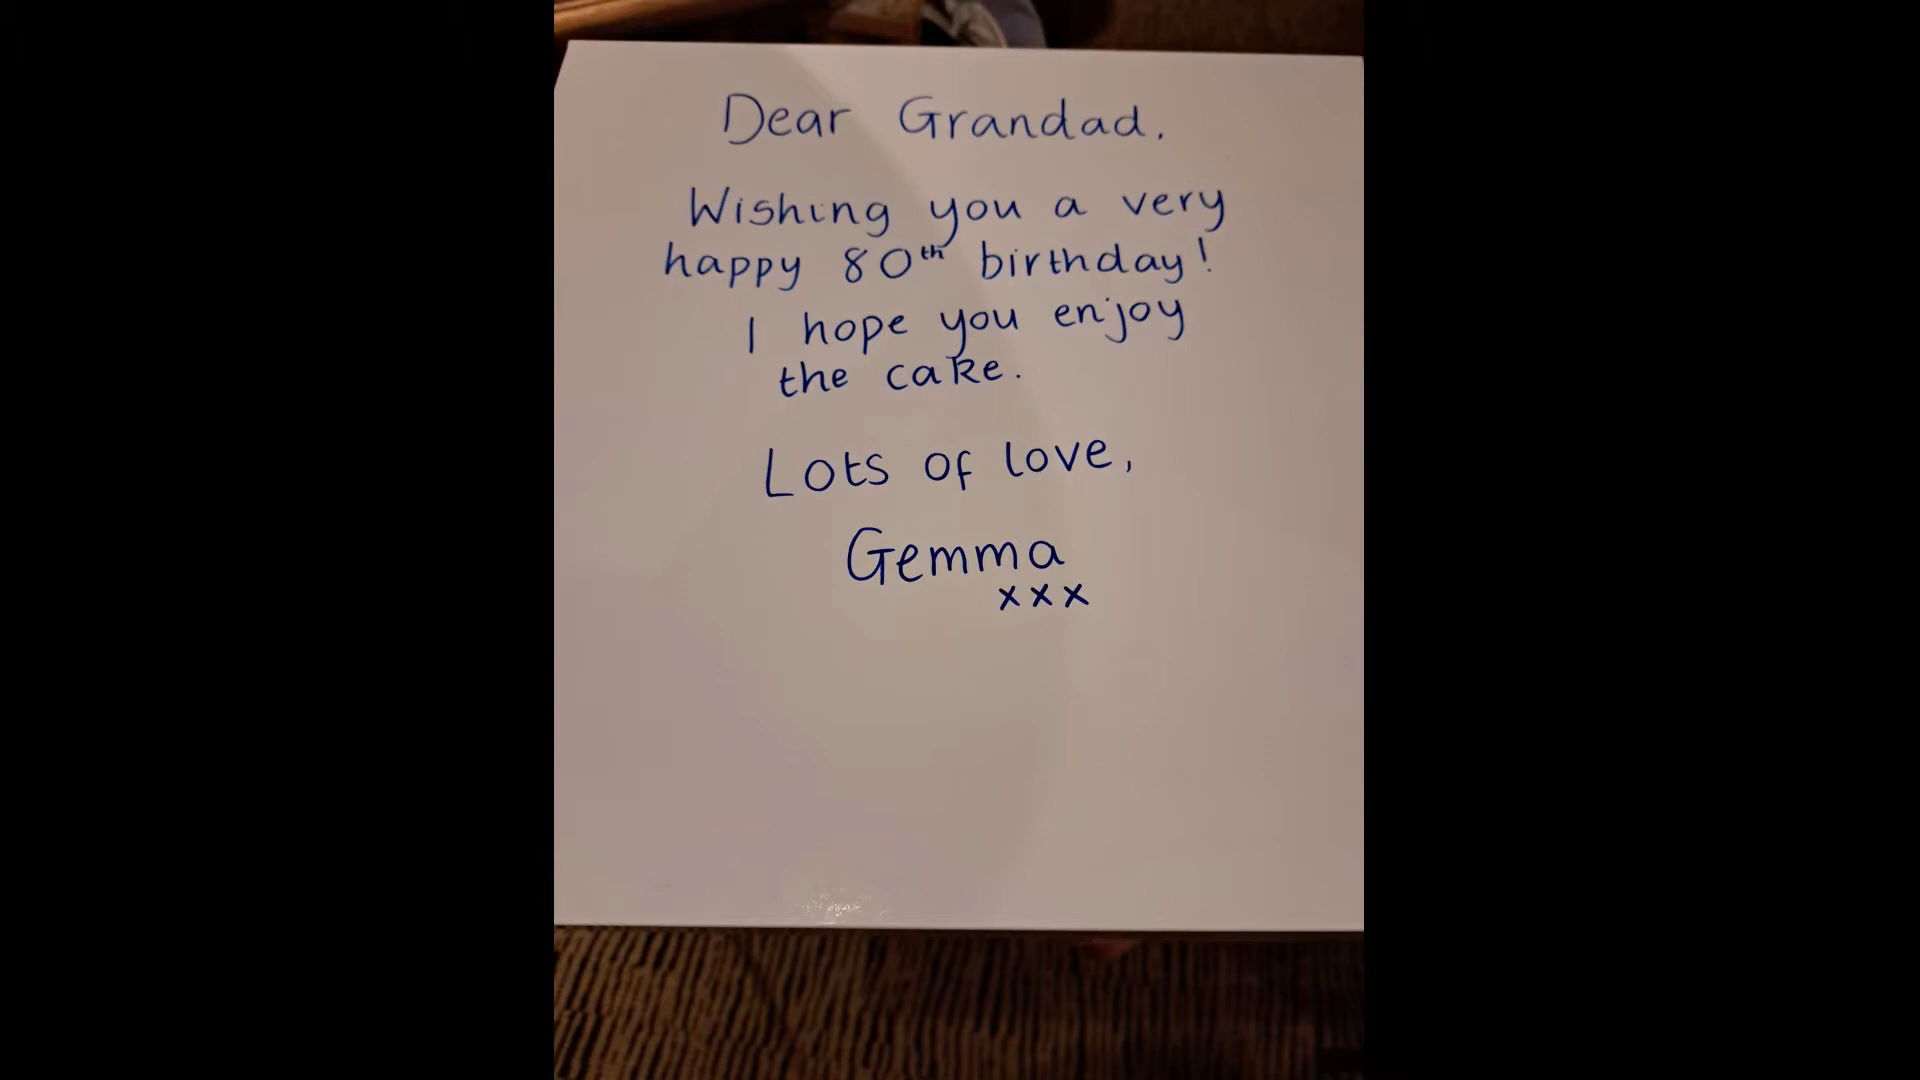 Dear Grandad.
Wishing you a very
happy 80th birthday!
I hope you enjoy
the cake.
Lots of love,
Gemma
xxx